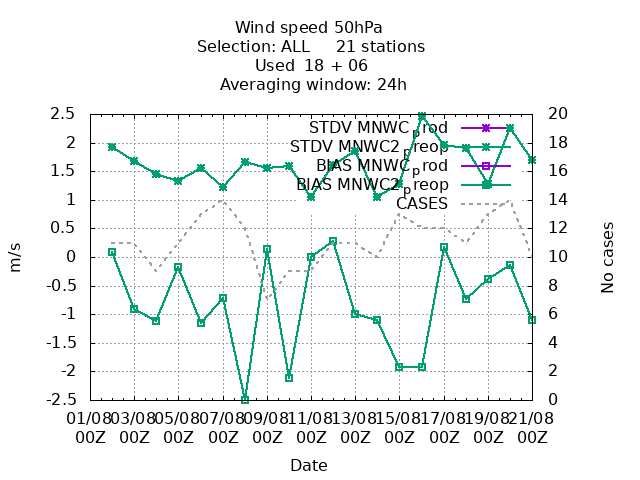 Wind speed 50hPa
Selection: ALL 21 stations
Used 18 + 06
Averaging window: 24h
STDV MNWC_prod
STDV MNWC2_preop
BIAS MNWC_prod
BIAS MNWC2_preop
CASES
2.5
2
1.5
1
0.5
0
-0.5
-1
-1.5
-2
-2.5
m/s
20
18
16
14
12
10
8
6
4
2
0
No cases
01/08 03/08 05/08 07/08 09/08 11/08 13/08 15/08 17/08 19/08 21/08
00Z 00Z 00Z 00Z 00Z 00Z 00Z 00Z 00Z 00Z 00Z
Date